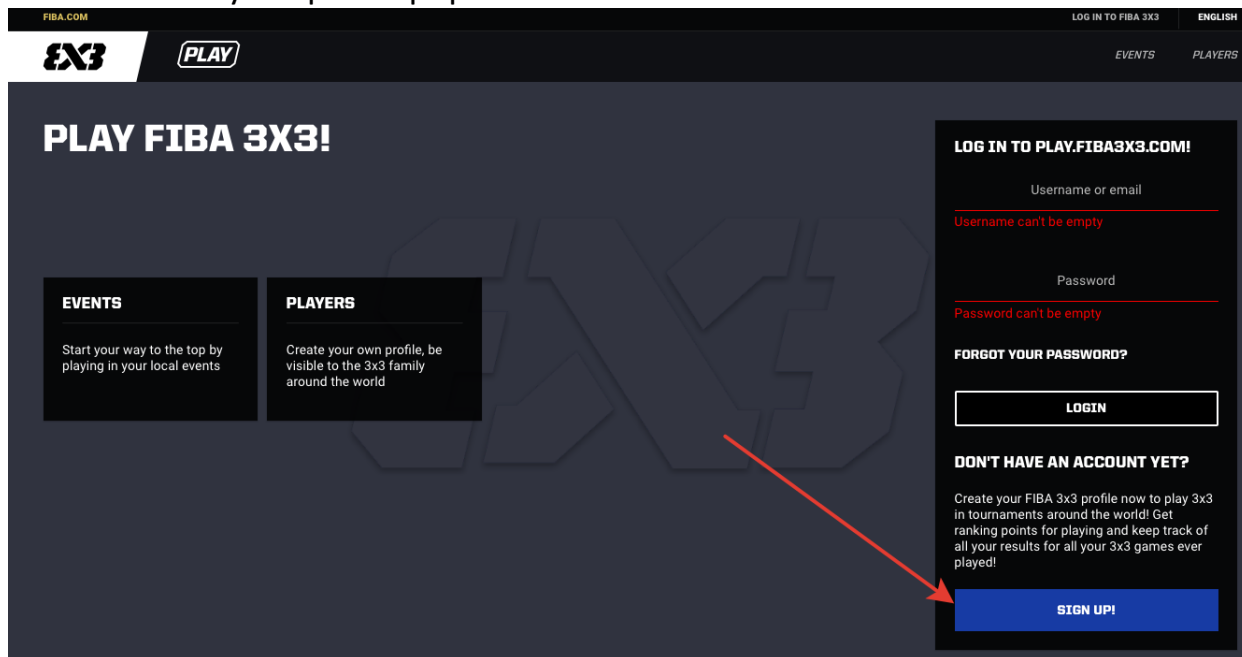 FIBA.COM
LOG IN TO FIBA 3X3 ENGLISH
3X3 PLAY
EVENTS PLAYERS
PLAY FIBA 3X3!
EVENTS
Start your way to the top by
playing in your local events
PLAYERS
Create your own profile, be
visible to the 3x3 family
around the world
LOG IN TO PLAY.FIBA3X3.COM!
Username or email
Username can't be empty
Password
Password can't be empty
FORGOT YOUR PASSWORD?
LOGIN
DON'T HAVE AN ACCOUNT YET?
Create your FIBA 3x3 profile now to play 3x3
in tournaments around the world! Get
ranking points for playing and keep track of
all your results for all your 3x3 games ever
played!
SIGN UP!